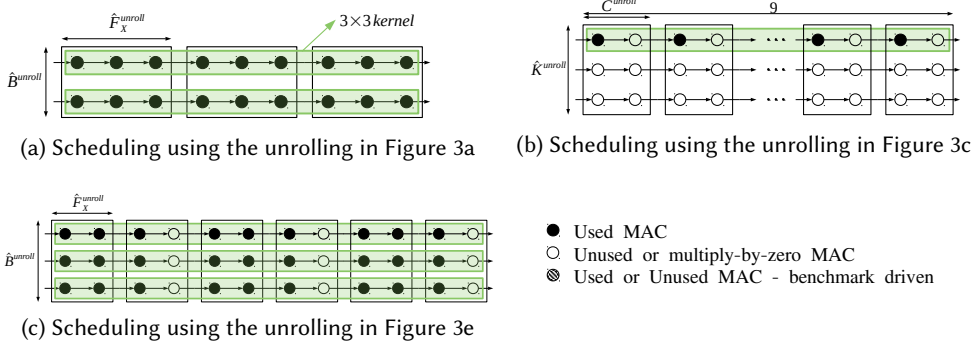 F̂_X^unroll
3×3 kernel
B̂^unroll
(a) Scheduling using the unrolling in Figure 3a
C^unroll
9
K̂^unroll
...
...
...
(b) Scheduling using the unrolling in Figure 3c
F̂_X^unroll
B̂^unroll
(c) Scheduling using the unrolling in Figure 3e
Used MAC
Unused or multiply-by-zero MAC
Used or Unused MAC - benchmark driven